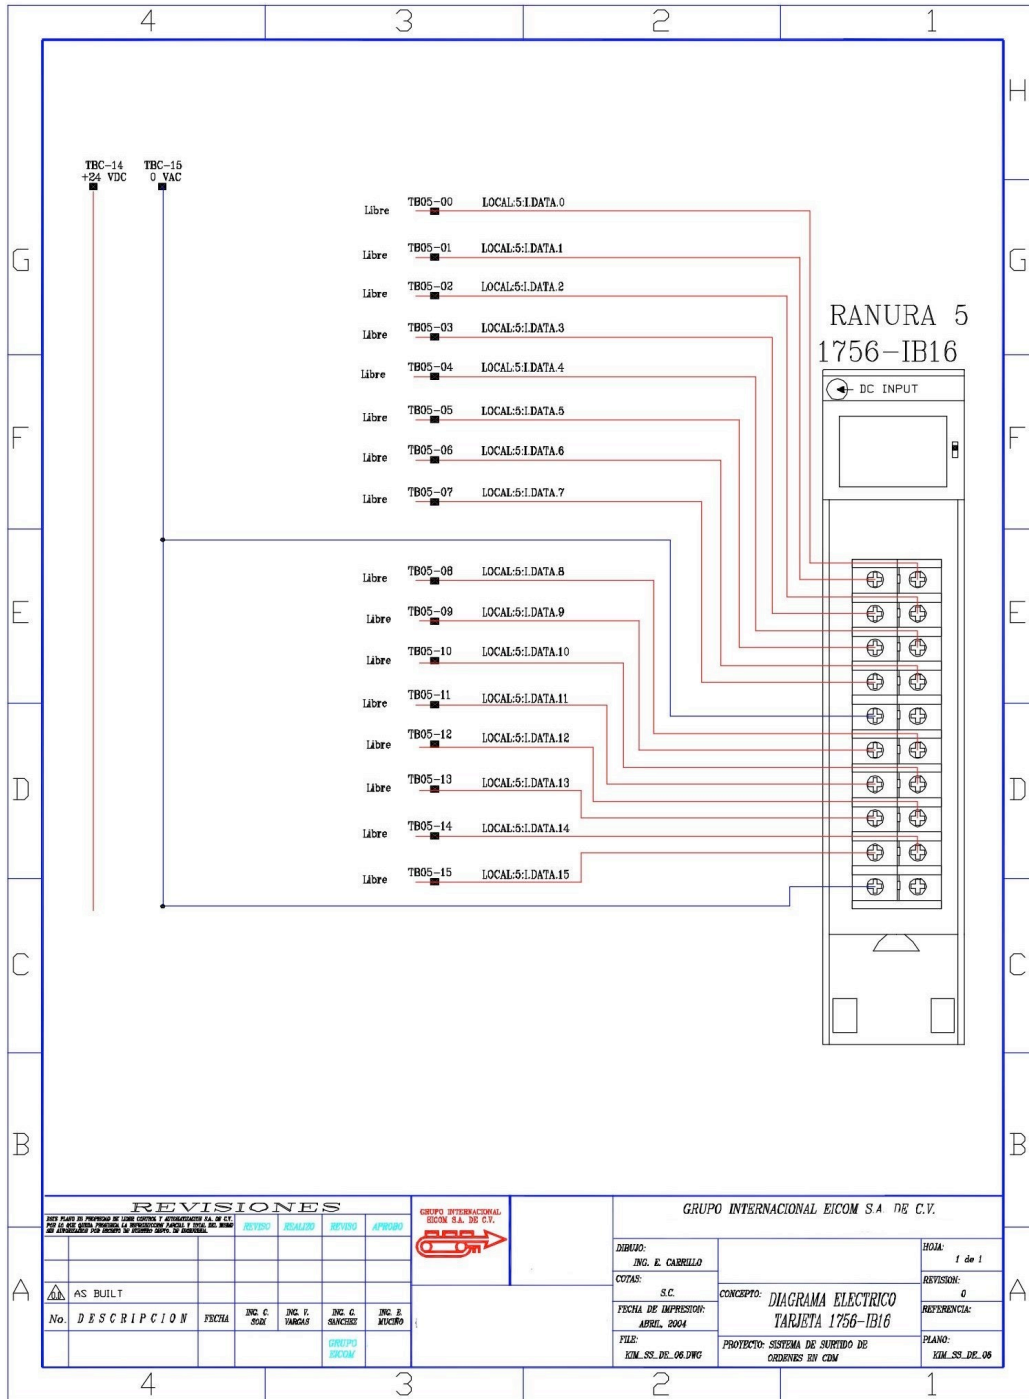 4 3 2 1
H
TBC-14 TBC-15
+24 VDC 0 VAC
Libre TB05-00 LOCAL:5:I.DATA.0
G G
Libre TB05-01 LOCAL:5:I.DATA.1
Libre TB05-02 LOCAL:5:I.DATA.2
RANURA 5
Libre TB05-03 LOCAL:5:I.DATA.3
1756-IB16
Libre TB05-04 LOCAL:5:I.DATA.4
DC INPUT
Libre TB05-05 LOCAL:5:I.DATA.5
F F
Libre TB05-06 LOCAL:5:I.DATA.6
Libre TB05-07 LOCAL:5:I.DATA.7
Libre TB05-08 LOCAL:5:I.DATA.8
E E
Libre TB05-09 LOCAL:5:I.DATA.9
Libre TB05-10 LOCAL:5:I.DATA.10
Libre TB05-11 LOCAL:5:I.DATA.11
Libre TB05-12 LOCAL:5:I.DATA.12
D D
Libre TB05-13 LOCAL:5:I.DATA.13
Libre TB05-14 LOCAL:5:I.DATA.14
Libre TB05-15 LOCAL:5:I.DATA.15
C C
B B
REVISIONES
REVISO REALIZO REVISO APROBO
AS BUILT
No. DESCRIPCION FECHA ING. C. SOZI ING. V. VARGAS ING. G. SANCHEZ ING. E. MUCIÑO
GRUPO
EICOM
GRUPO INTERNACIONAL
EICOM S.A. DE C.V.
GRUPO INTERNACIONAL EICOM S.A. DE C.V.
DIBUJO:
ING. E. CARRILLO
COTAS:
S.C.
FECHA DE IMPRESION:
ABRIL, 2004
FILE:
KIM_SS_DE_06.DWG
CONCEPTO: DIAGRAMA ELECTRICO
TARJETA 1756-IB16
PROYECTO: SISTEMA DE SURTIDO DE
ORDENES EN CDM
HOJA:
1 de 1
REVISION:
0
REFERENCIA:
PLANO:
KIM_SS_DE_06
A A
4 3 2 1